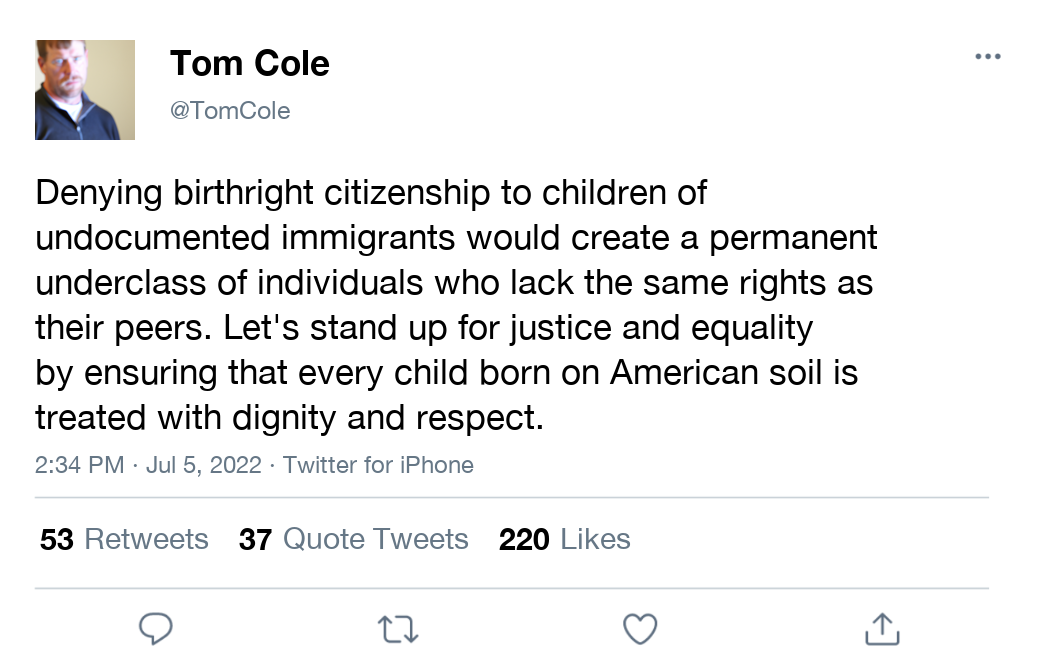 Tom Cole
@TomCole
Denying birthright citizenship to children of
undocumented immigrants would create a permanent
underclass of individuals who lack the same rights as
their peers. Let's stand up for justice and equality
by ensuring that every child born on American soil is
treated with dignity and respect.
2:34 PM · Jul 5, 2022 · Twitter for iPhone
53 Retweets 37 Quote Tweets 220 Likes